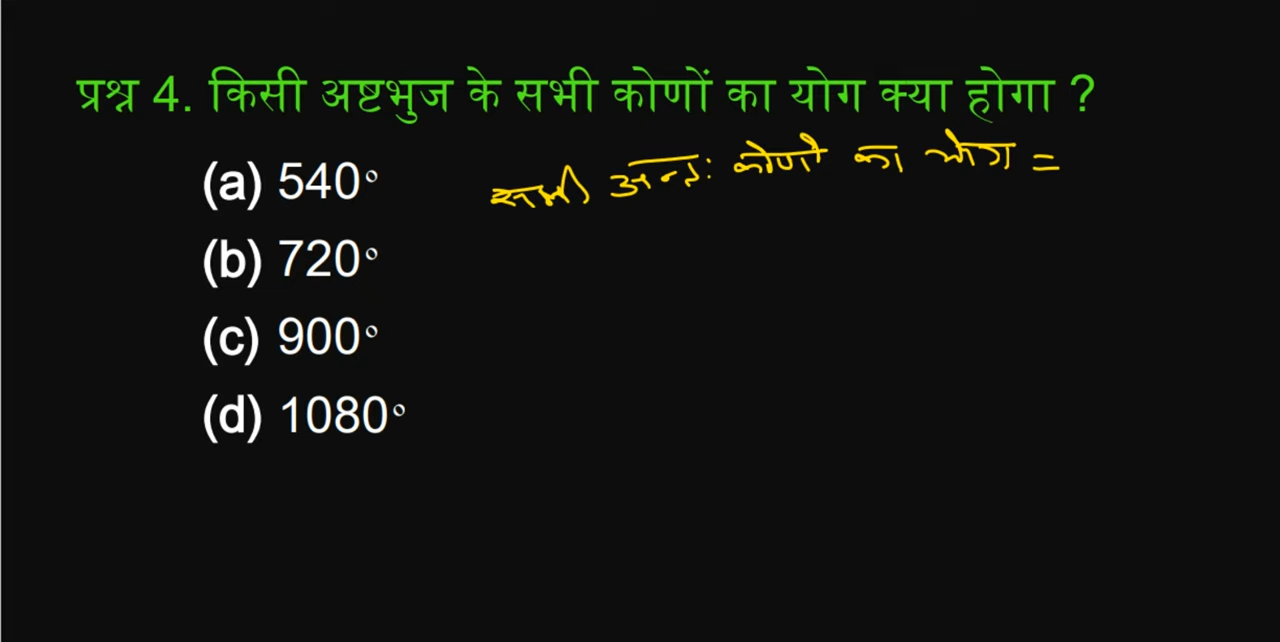 प्रश्न 4. किसी अष्टभुज के सभी कोणों का योग क्या होगा ?
(a) 540°
सभी अन्तः कोणों का योग =
(b) 720°
(c) 900°
(d) 1080°